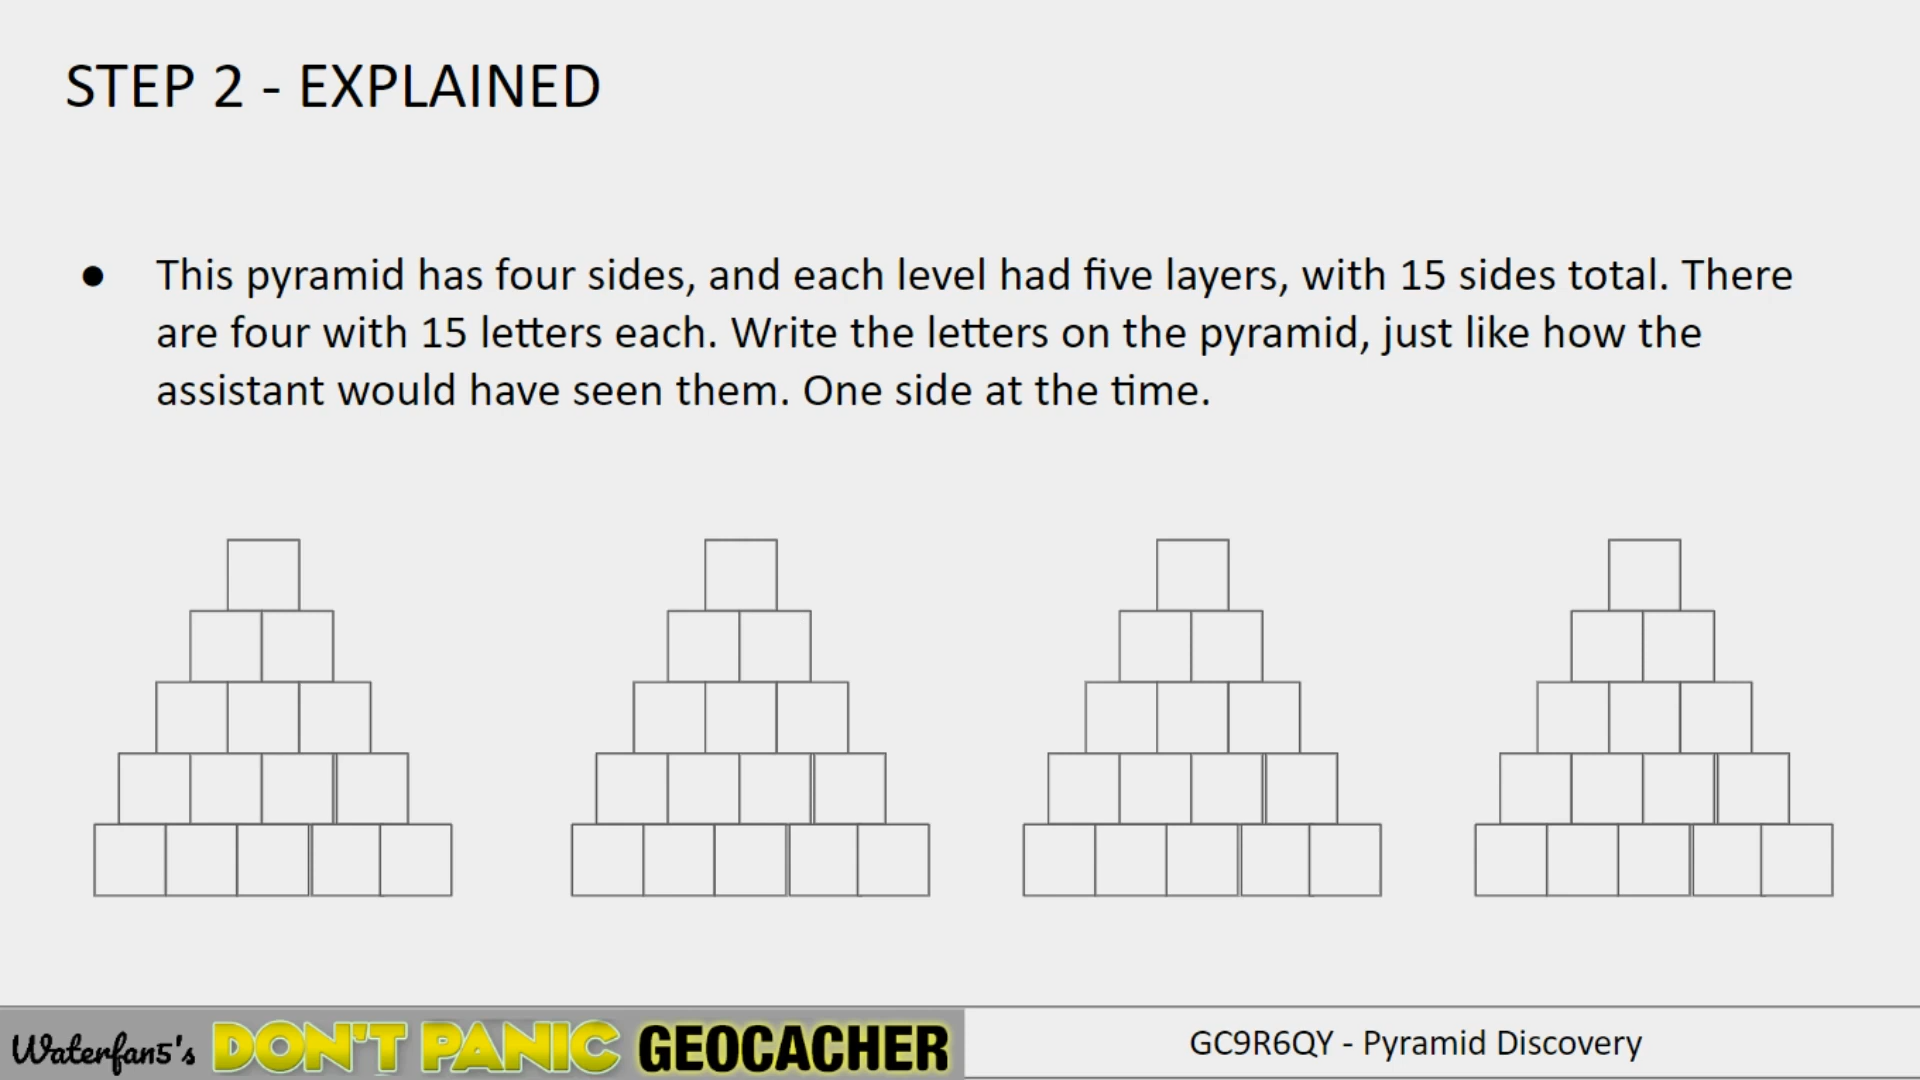 STEP 2 - EXPLAINED
● This pyramid has four sides, and each level had five layers, with 15 sides total. There
are four with 15 letters each. Write the letters on the pyramid, just like how the
assistant would have seen them. One side at the time.
Waterfan5's DON'T PANIC GEOCACHER
GC9R6QY - Pyramid Discovery